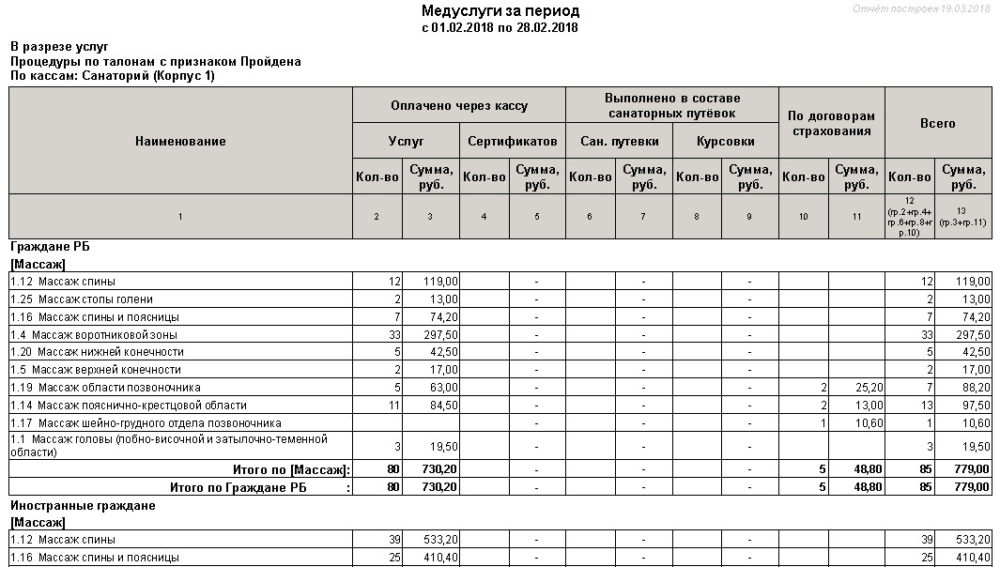 Отчёт построен 19.03.2018
Медуслуги за период
с 01.02.2018 по 28.02.2018
В разрезе услуг
Процедуры по талонам с признаком Пройдена
По кассам: Санаторий (Корпус 1)
Наименование
Оплачено через кассу
Выполнено в составе
санаторных путёвок
По договорам
страхования
Всего
Услуг Сертификатов Сан. путевки Курсовки
Кол-во Сумма, руб. Кол-во Сумма, руб. Кол-во Сумма, руб. Кол-во Сумма, руб. Кол-во Сумма, руб. Кол-во Сумма, руб.
1 2 3 4 5 6 7 8 9 10 11 12 (гр.2+гр.4+гр.6+гр.8+гр.10) 13 (гр.3+гр.11)
Граждане РБ
[Массаж]
1.12 Массаж спины 12 119,00 - - - 12 119,00
1.25 Массаж стопы голени 2 13,00 - - - 2 13,00
1.16 Массаж спины и поясницы 7 74,20 - - - 7 74,20
1.4 Массаж воротниковой зоны 33 297,50 - - - 33 297,50
1.20 Массаж нижней конечности 5 42,50 - - - 5 42,50
1.5 Массаж верхней конечности 2 17,00 - - - 2 17,00
1.19 Массаж области позвоночника 5 63,00 - - - 2 25,20 7 88,20
1.14 Массаж пояснично-крестцовой области 11 84,50 - - - 2 13,00 13 97,50
1.17 Массаж шейно-грудного отдела позвоночника - - - 1 10,60 1 10,60
1.1 Массаж головы (лобно-височной и затылочно-теменной
области) 3 19,50 - - - 3 19,50
Итого по [Массаж]: 80 730,20 - - - 5 48,80 85 779,00
Итого по Граждане РБ : 80 730,20 - - - 5 48,80 85 779,00
Иностранные граждане
[Массаж]
1.12 Массаж спины 39 533,20 - - - 39 533,20
1.16 Массаж спины и поясницы 25 410,40 - - - 25 410,40